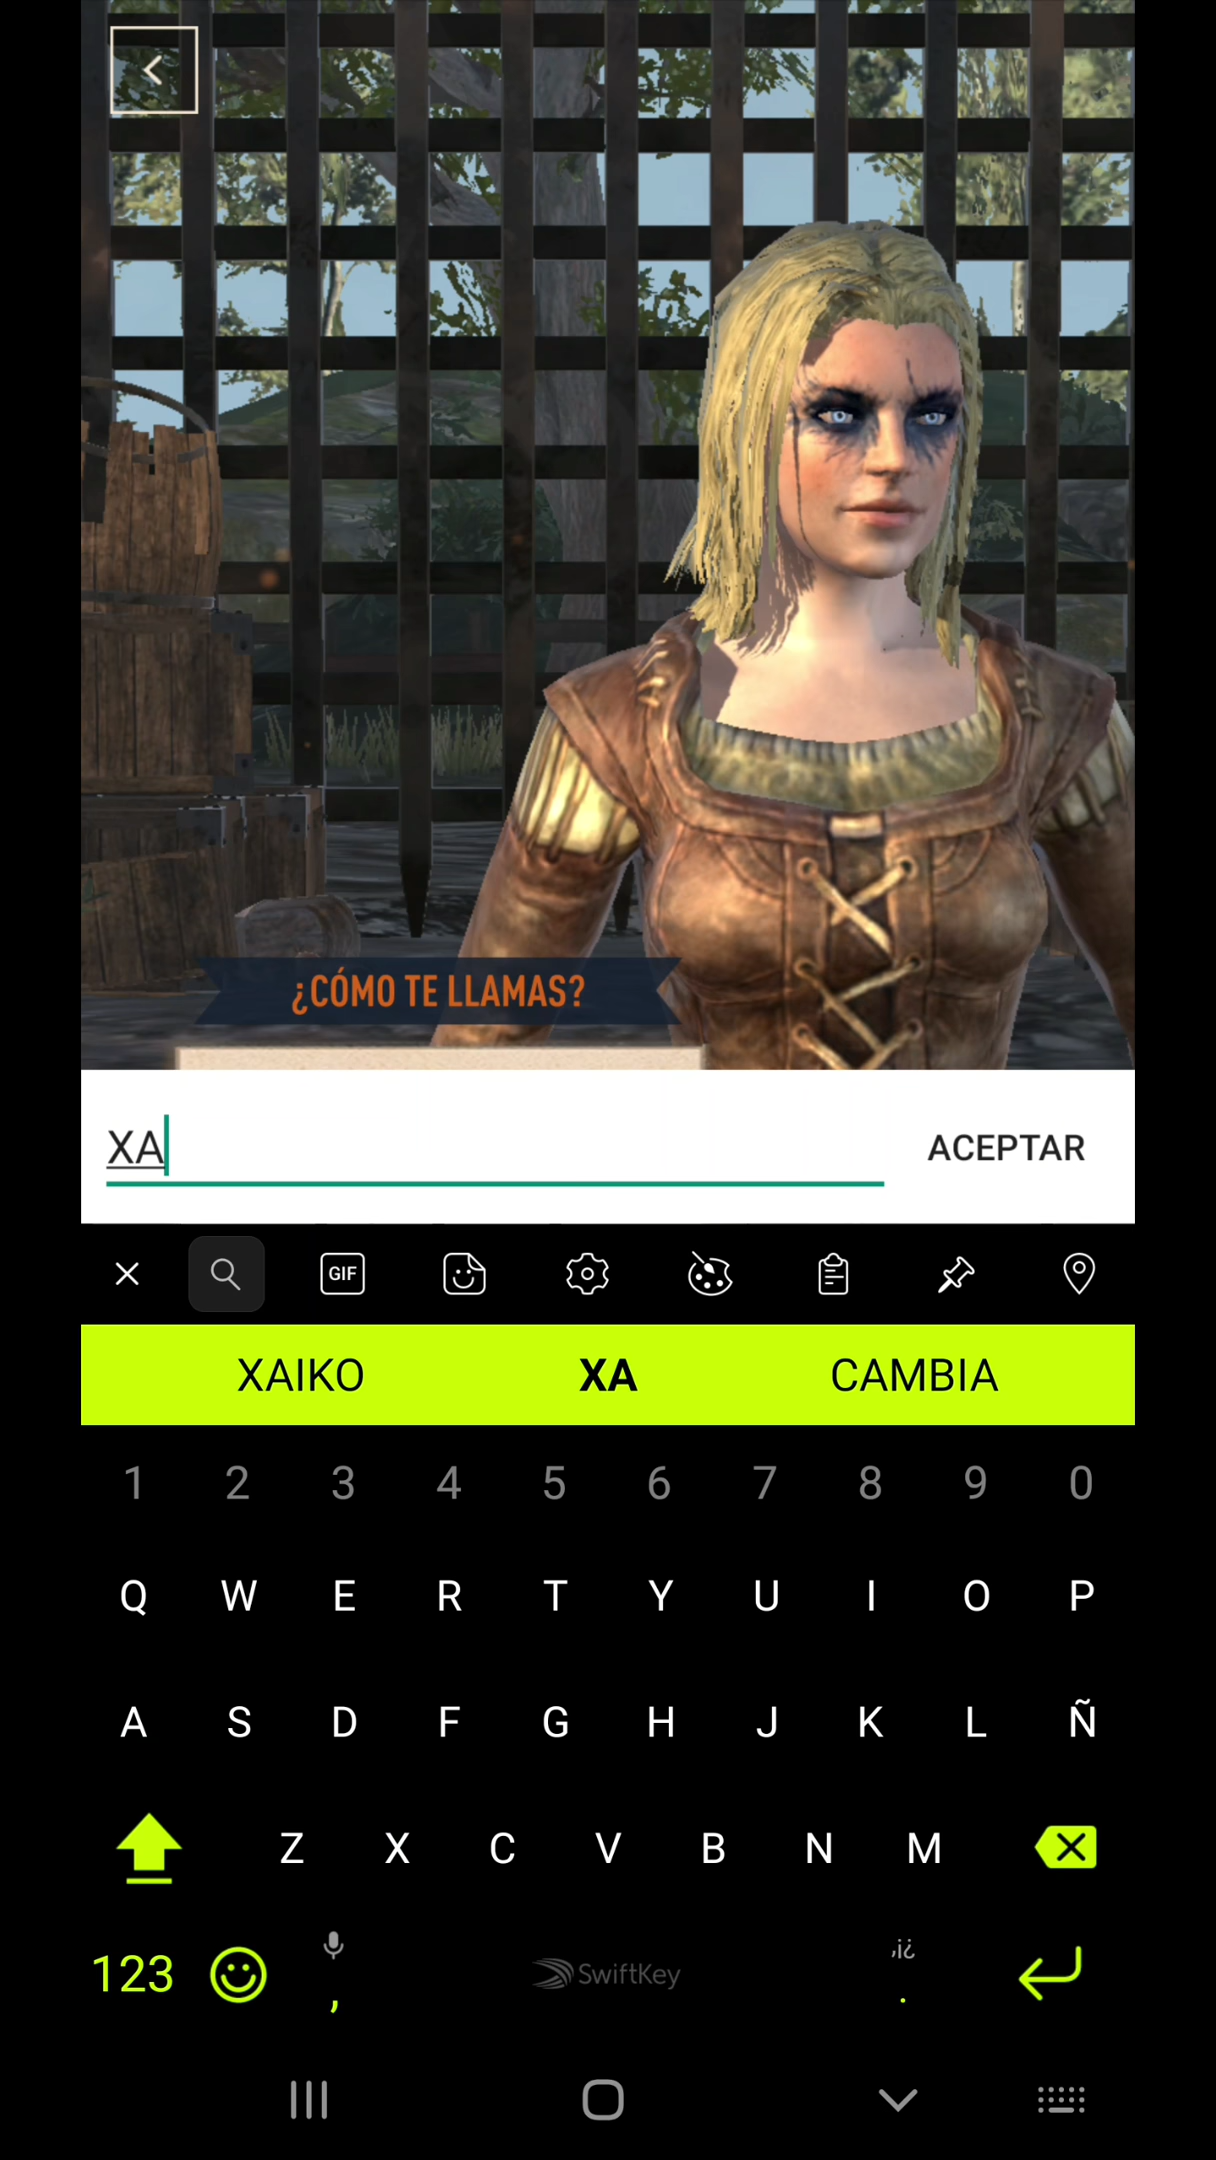 ¿CÓMO TE LLAMAS?
XA ACEPTAR
GIF
XAIKO XA CAMBIA
1 2 3 4 5 6 7 8 9 0
Q W E R T Y U I O P
A S D F G H J K L Ñ
Z X C V B N M
,¡¿
123 , SwiftKey .